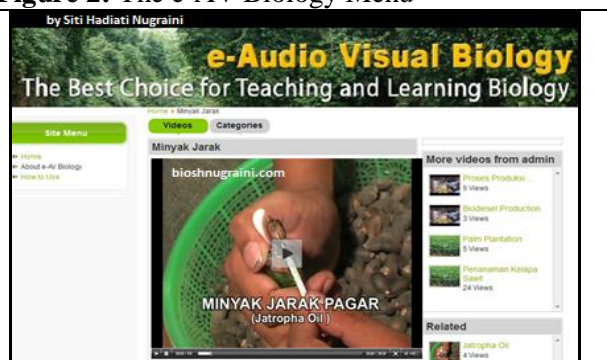 Figure 2. The e-AV Biology Menu
by Siti Hadiati Nugraini
e-Audio Visual Biology
The Best Choice for Teaching and Learning Biology
Home » Minyak Jarak
Site Menu
Home
About e-AV Biology
How to Use
Videos
Categories
Minyak Jarak
bioshnugraini.com
MINYAK JARAK PAGAR
(Jatropha Oil )
More videos from admin
Proses Produksi...
5 Views
Biodiesel Production
3 Views
Palm Plantation
5 Views
Penanaman Kelapa
Sawit
24 Views
Related
Jatropha Oil
4 Views